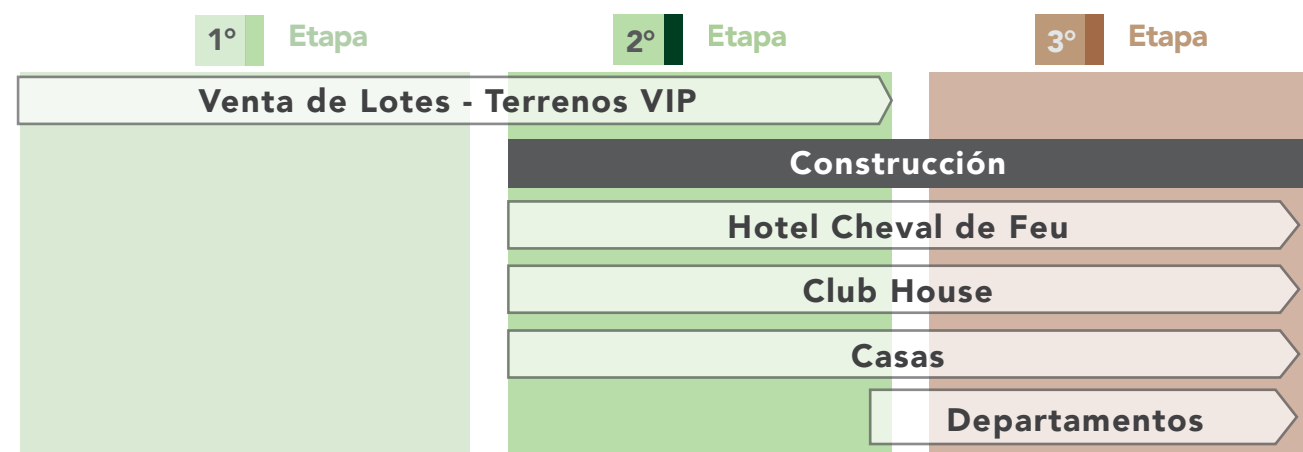 1° Etapa
2° Etapa
3° Etapa
Venta de Lotes - Terrenos VIP
Construcción
Hotel Cheval de Feu
Club House
Casas
Departamentos